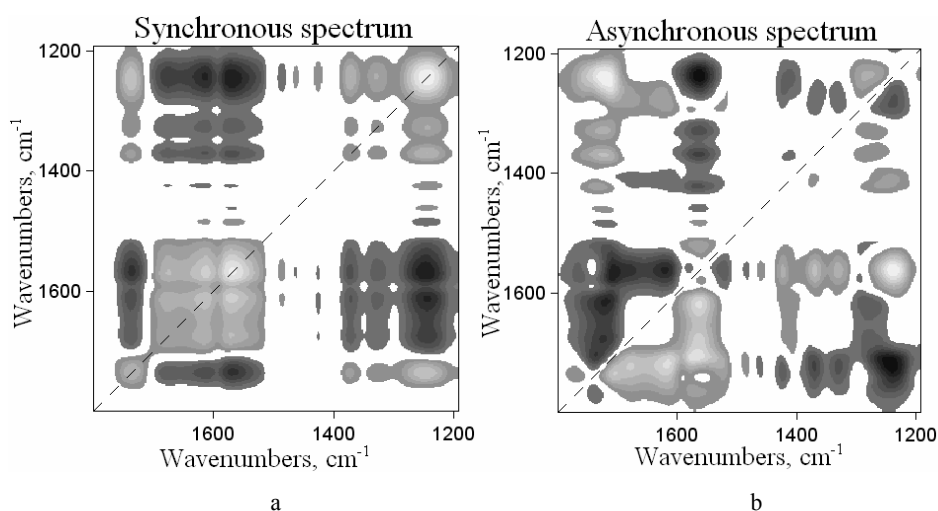 Synchronous spectrum
Asynchronous spectrum
1200
1400
1600
Wavenumbers, cm-1
1600
1400
1200
Wavenumbers, cm-1
1200
1400
1600
Wavenumbers, cm-1
1600
1400
1200
Wavenumbers, cm-1
a
b